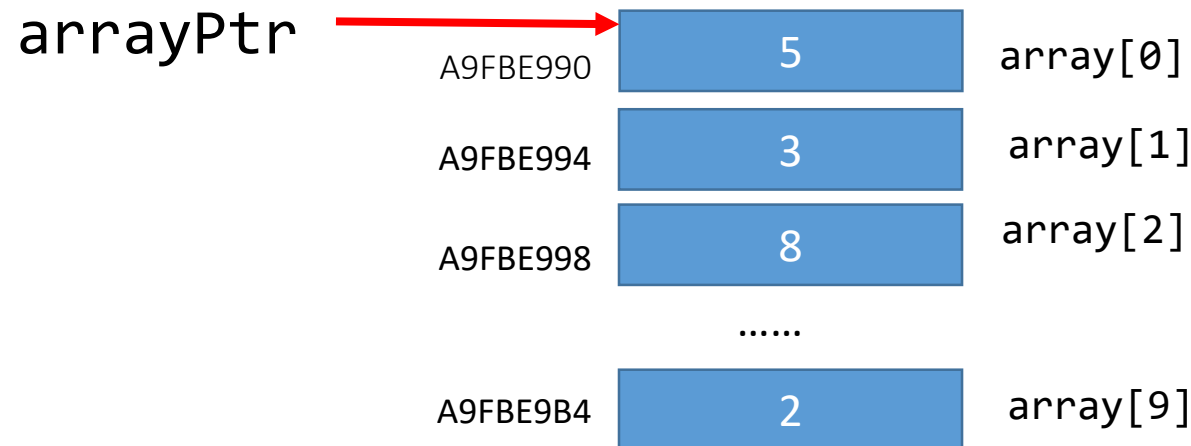 arrayPtr
A9FBE990 5 array[0]
A9FBE994 3 array[1]
A9FBE998 8 array[2]
……
A9FBE9B4 2 array[9]